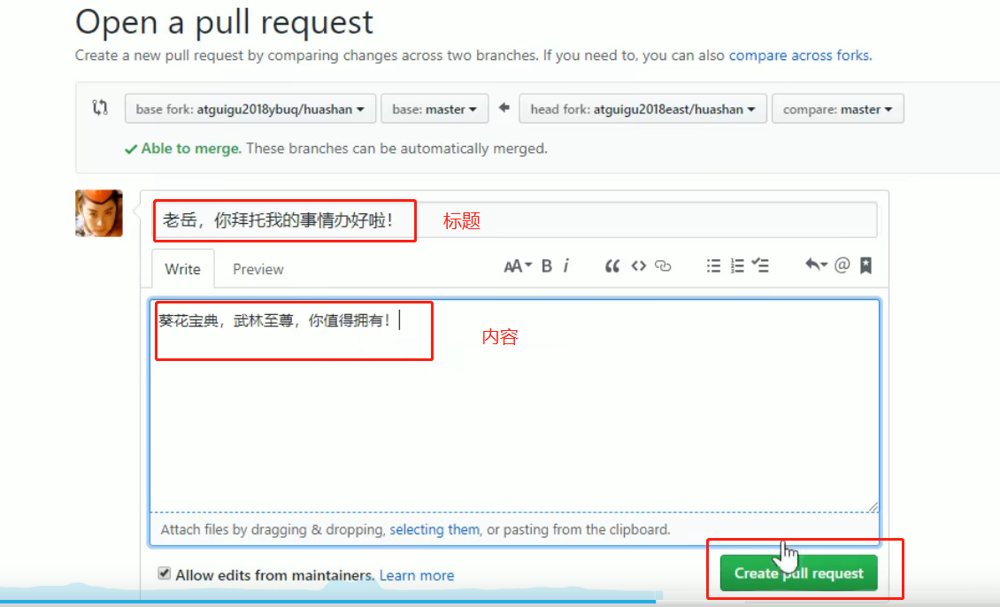 Open a pull request
Create a new pull request by comparing changes across two branches. If you need to, you can also compare across forks.
base fork: atguigu2018ybuq/huashan base: master head fork: atguigu2018east/huashan compare: master
Able to merge. These branches can be automatically merged.
老岳，你拜托我的事情办好啦！ 标题
Write Preview AA B i
葵花宝典，武林至尊，你值得拥有！ 内容
Attach files by dragging & dropping, selecting them, or pasting from the clipboard.
Allow edits from maintainers. Learn more Create pull request